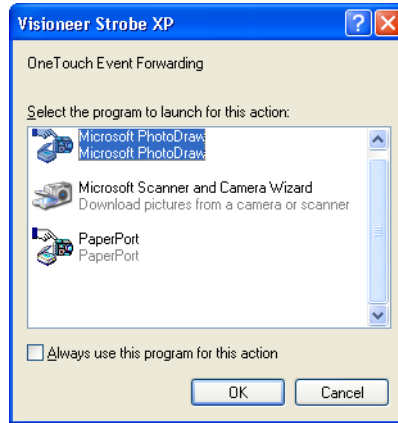 Visioneer Strobe XP
OneTouch Event Forwarding
Select the program to launch for this action:
Microsoft PhotoDraw
Microsoft PhotoDraw
Microsoft Scanner and Camera Wizard
Download pictures from a camera or scanner
PaperPort
PaperPort
Always use this program for this action
OK
Cancel